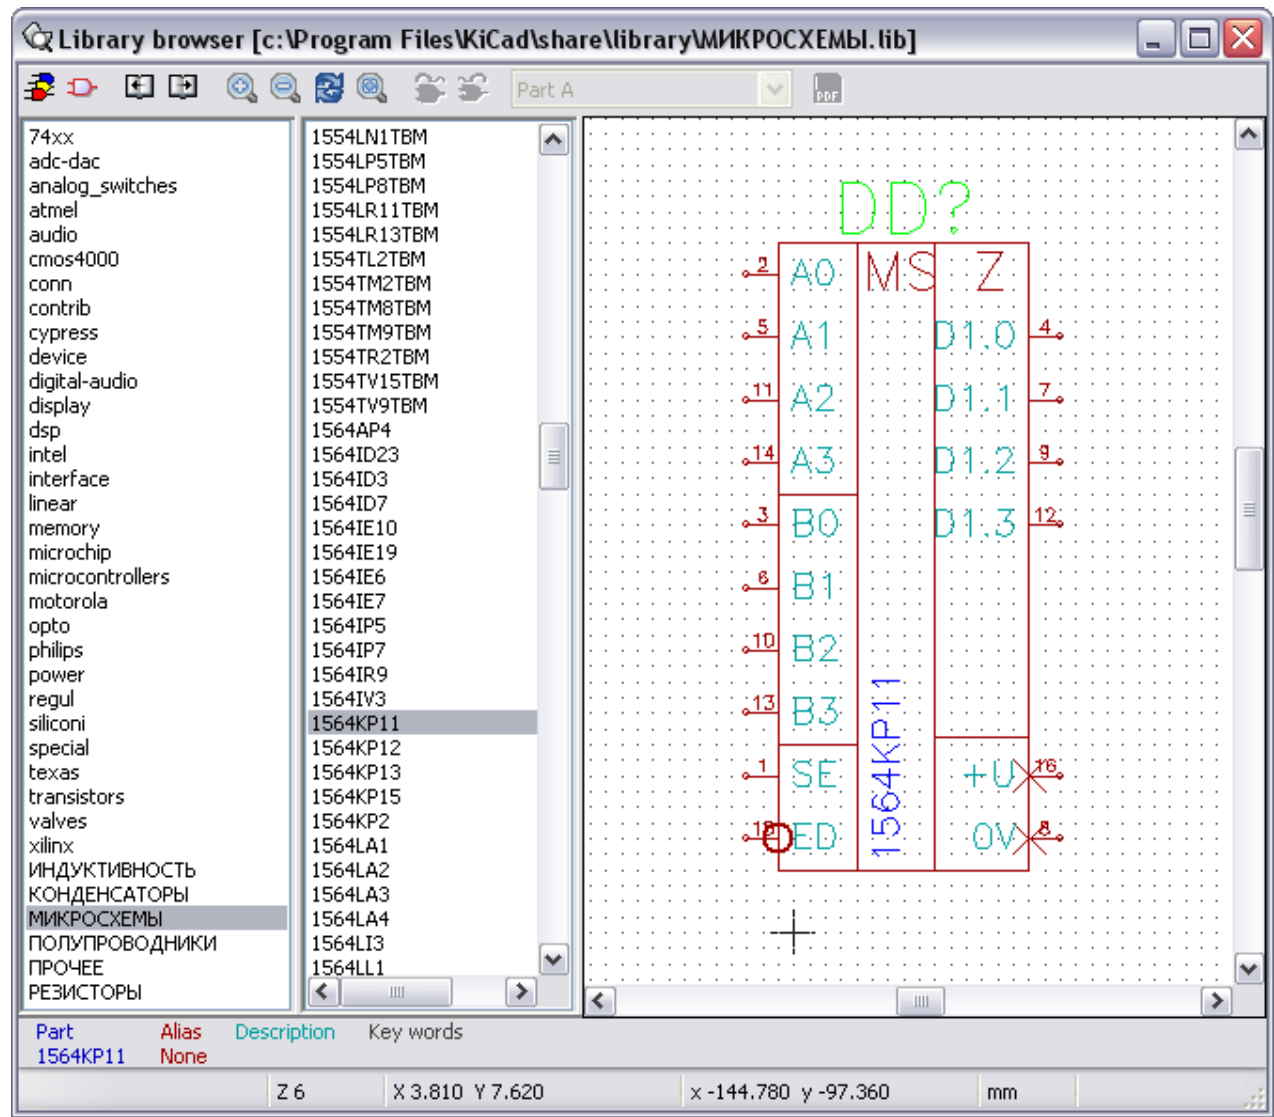 Library browser [c:\Program Files\KiCad\share\library\МИКРОСХЕМЫ.lib]
Part A
PDF
74xx
adc-dac
analog_switches
atmel
audio
cmos4000
conn
contrib
cypress
device
digital-audio
display
dsp
intel
interface
linear
memory
microchip
microcontrollers
motorola
opto
philips
power
regul
siliconi
special
texas
transistors
valves
xilinx
ИНДУКТИВНОСТЬ
КОНДЕНСАТОРЫ
МИКРОСХЕМЫ
ПОЛУПРОВОДНИКИ
ПРОЧЕЕ
РЕЗИСТОРЫ
1554LN1TBM
1554LP5TBM
1554LP8TBM
1554LR11TBM
1554LR13TBM
1554TL2TBM
1554TM2TBM
1554TM8TBM
1554TM9TBM
1554TR2TBM
1554TV15TBM
1554TV9TBM
1564AP4
1564ID23
1564ID3
1564ID7
1564IE10
1564IE19
1564IE6
1564IE7
1564IP5
1564IP7
1564IR9
1564IV3
1564KP11
1564KP12
1564KP13
1564KP15
1564KP2
1564LA1
1564LA2
1564LA3
1564LA4
1564LI3
1564LL1
DD?
2 A0 MS Z
5 A1 D1.0 4
11 A2 D1.1 7
14 A3 D1.2 9
3 B0 D1.3 12
6 B1
10 B2
13 B3
1564KP11
1 SE +U 16
ED 0V 8
Part Alias Description Key words
1564KP11 None
Z 6 X 3.810 Y 7.620 x -144.780 y -97.360 mm